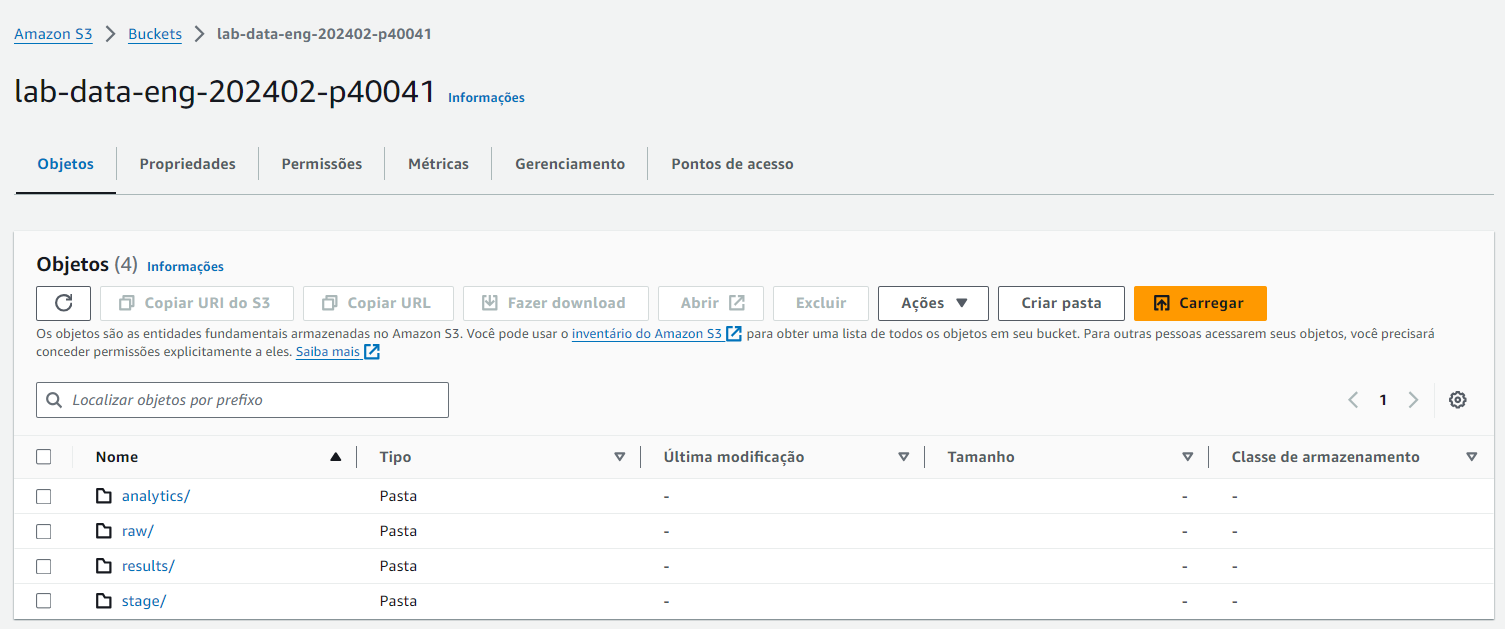 Amazon S3 > Buckets > lab-data-eng-202402-p40041
lab-data-eng-202402-p40041 Informações
Objetos Propriedades Permissões Métricas Gerenciamento Pontos de acesso
Objetos (4) Informações
Copiar URI do S3 Copiar URL Fazer download Abrir Excluir Ações Criar pasta Carregar
Os objetos são as entidades fundamentais armazenadas no Amazon S3. Você pode usar o inventário do Amazon S3 para obter uma lista de todos os objetos em seu bucket. Para outras pessoas acessarem seus objetos, você precisará
conceder permissões explicitamente a eles. Saiba mais
Localizar objetos por prefixo
1
Nome Tipo Última modificação Tamanho Classe de armazenamento
analytics/ Pasta - - -
raw/ Pasta - - -
results/ Pasta - - -
stage/ Pasta - - -